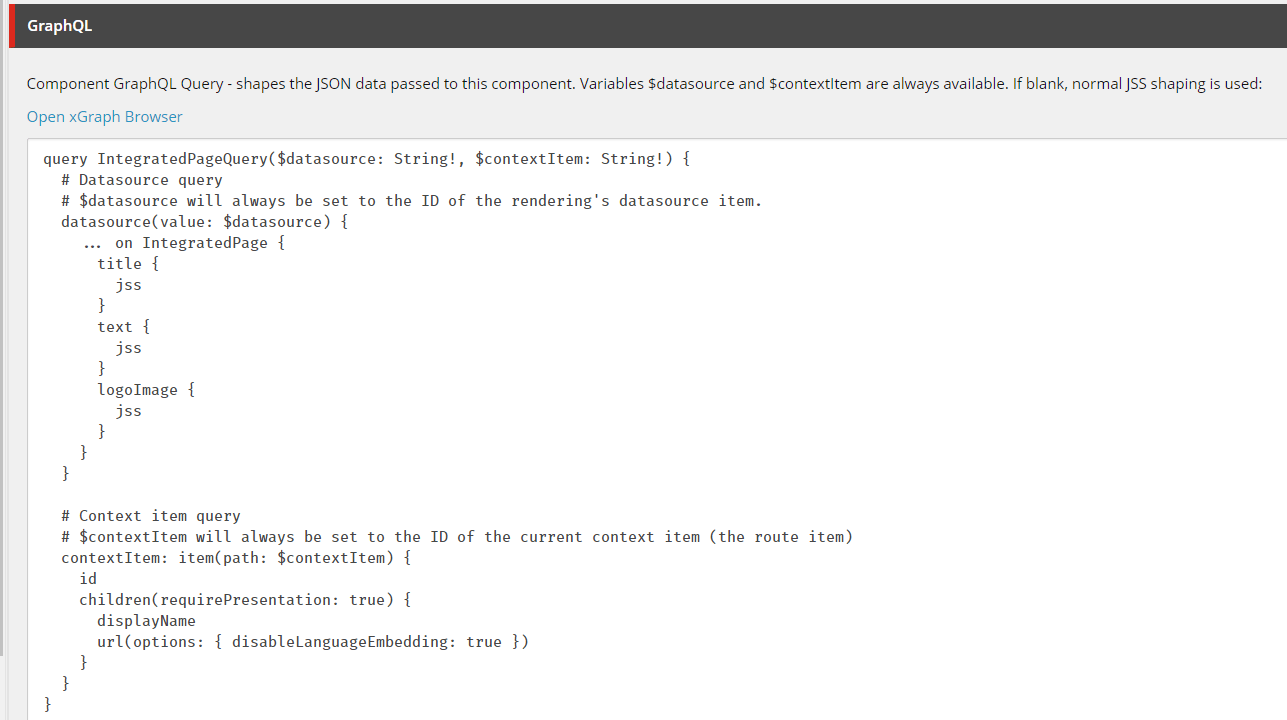 GraphQL
Component GraphQL Query - shapes the JSON data passed to this component. Variables $datasource and $contextItem are always available. If blank, normal JSS shaping is used:
Open xGraph Browser
query IntegratedPageQuery($datasource: String!, $contextItem: String!) {
  # Datasource query
  # $datasource will always be set to the ID of the rendering's datasource item.
  datasource(value: $datasource) {
    ... on IntegratedPage {
      title {
        jss
      }
      text {
        jss
      }
      logoImage {
        jss
      }
    }
  }

  # Context item query
  # $contextItem will always be set to the ID of the current context item (the route item)
  contextItem: item(path: $contextItem) {
    id
    children(requirePresentation: true) {
      displayName
      url(options: { disableLanguageEmbedding: true })
    }
  }
}